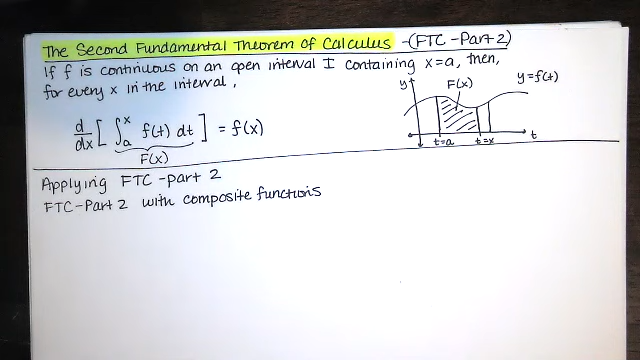 The Second Fundamental Theorem of Calculus -(FTC-Part 2)
If f is continuous on an open interval I containing x=a, then,
for every x in the interval,
d/dx [ ∫_a^x f(t) dt ] = f(x)
F(x)
y
F(x)
y=f(t)
t=a
t=x
t
Applying FTC-part 2
FTC-Part 2 with composite functions